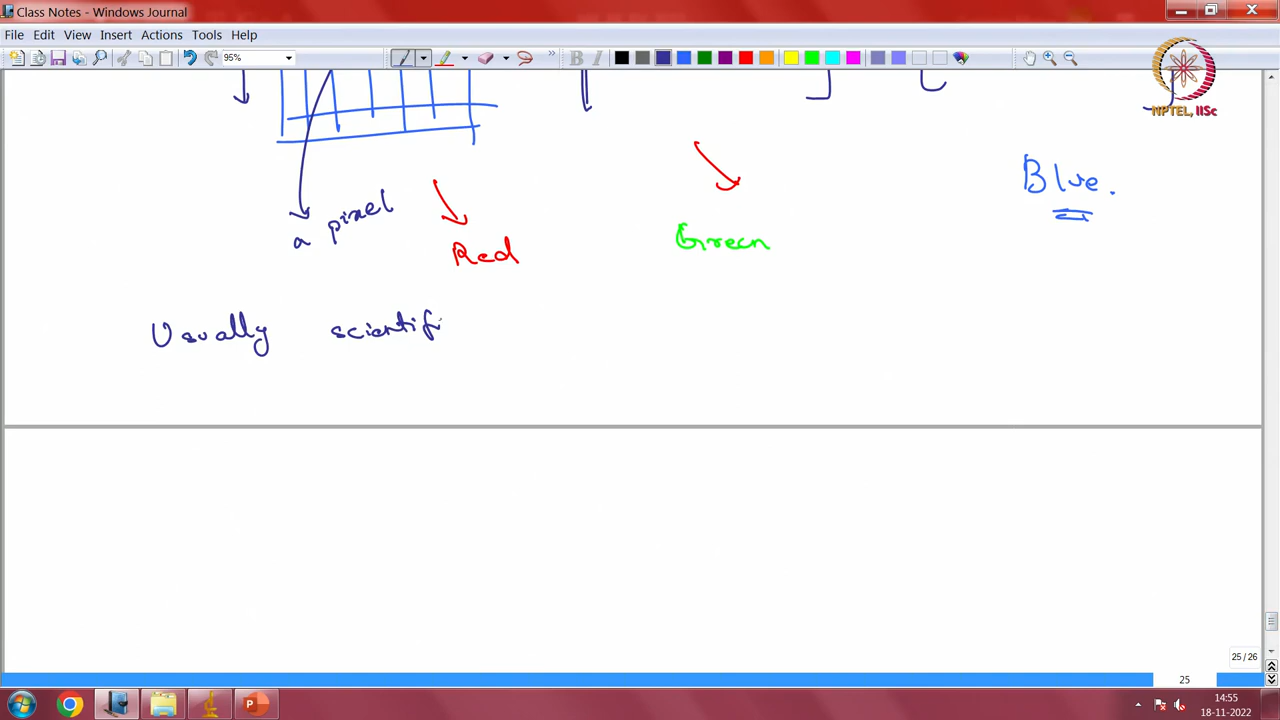 Class Notes - Windows Journal
File Edit View Insert Actions Tools Help
95%
B I
NPTEL, IISc
a pixel
Red
Green
Blue.
Usually scientifi
25 / 26
25
14:55
18-11-2022